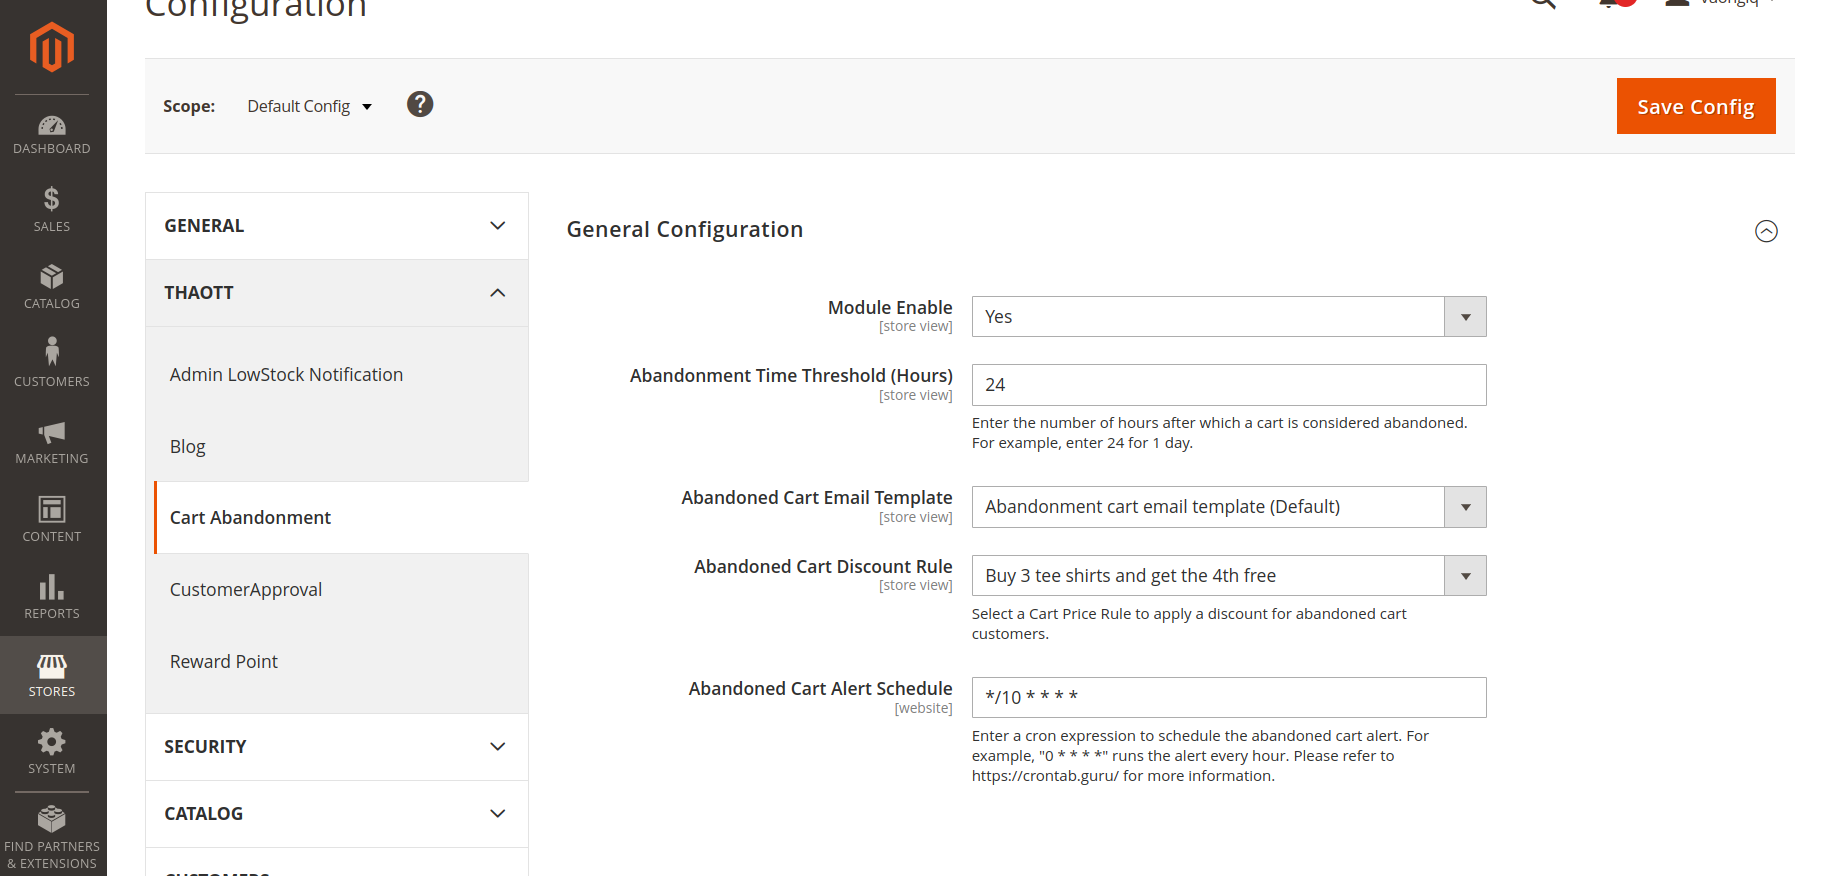 Configuration
Scope:
Default Config
?
Save Config
DASHBOARD
SALES
CATALOG
CUSTOMERS
MARKETING
CONTENT
REPORTS
STORES
SYSTEM
FIND PARTNERS
& EXTENSIONS
GENERAL
THAOTT
Admin LowStock Notification
Blog
Cart Abandonment
CustomerApproval
Reward Point
SECURITY
CATALOG
CUSTOMERS
General Configuration
Module Enable
[store view]
Yes
Abandonment Time Threshold (Hours)
[store view]
24
Enter the number of hours after which a cart is considered abandoned.
For example, enter 24 for 1 day.
Abandoned Cart Email Template
[store view]
Abandonment cart email template (Default)
Abandoned Cart Discount Rule
[store view]
Buy 3 tee shirts and get the 4th free
Select a Cart Price Rule to apply a discount for abandoned cart
customers.
Abandoned Cart Alert Schedule
[website]
*/10 * * * *
Enter a cron expression to schedule the abandoned cart alert. For
example, "0 * * * *" runs the alert every hour. Please refer to
https://crontab.guru/ for more information.